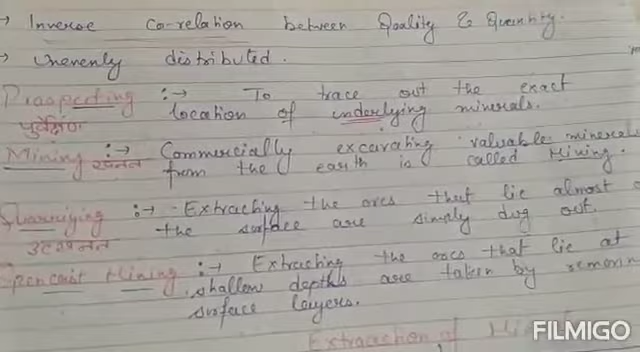 → Inverse co-relation between Quality & Quantity.
→ Unevenly distributed.
Prospecting :→ To trace out the exact
पुर्वेक्षण location of underlying minerals.
Mining :→ Commercially excavating valuable minerals
खनन from the earth is called Mining.
Quarrying :→ Extracting the ores that lie almost
उत्खनन the surface are simply dug out.
Opencast Mining :→ Extracting the ores that lie at
shallow depths are taken by
surface layers.
Extraction of
FILMIGO